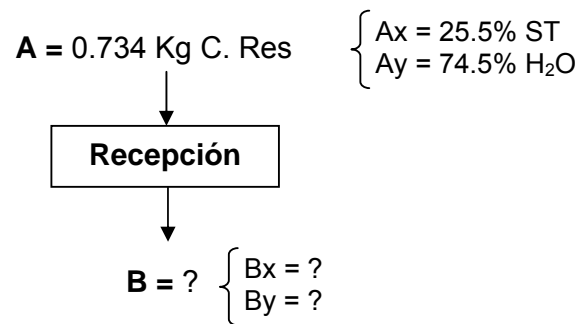 A = 0.734 Kg C. Res
Ax = 25.5% ST
Ay = 74.5% H₂O
Recepción
B = ?
Bx = ?
By = ?